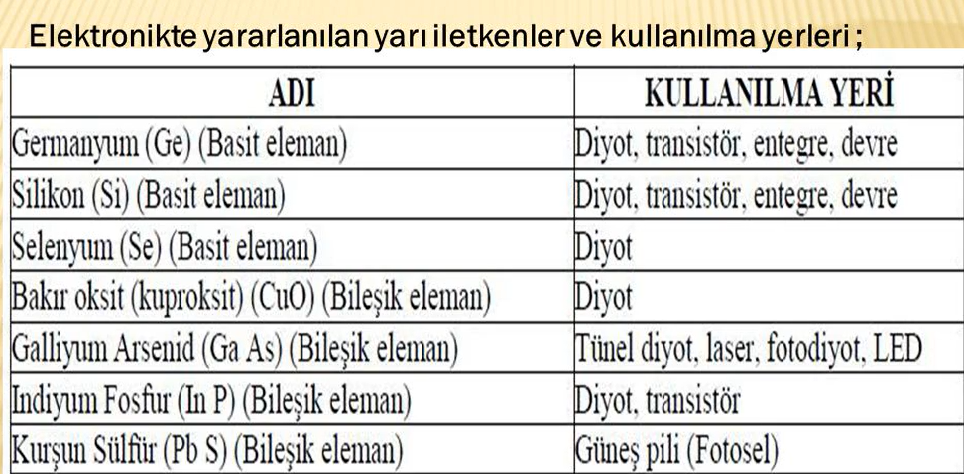 Elektronikte yararlanılan yarı iletkenler ve kullanılma yerleri ;
ADI KULLANILMA YERİ
Germanyum (Ge) (Basit eleman) Diyot, transistör, entegre, devre
Silikon (Si) (Basit eleman) Diyot, transistör, entegre, devre
Selenyum (Se) (Basit eleman) Diyot
Bakır oksit (kuproksit) (CuO) (Bileşik eleman) Diyot
Galliyum Arsenid (Ga As) (Bileşik eleman) Tünel diyot, laser, fotodiyot, LED
Indiyum Fosfur (In P) (Bileşik eleman) Diyot, transistör
Kurşun Sülfür (Pb S) (Bileşik eleman) Güneş pili (Fotosel)